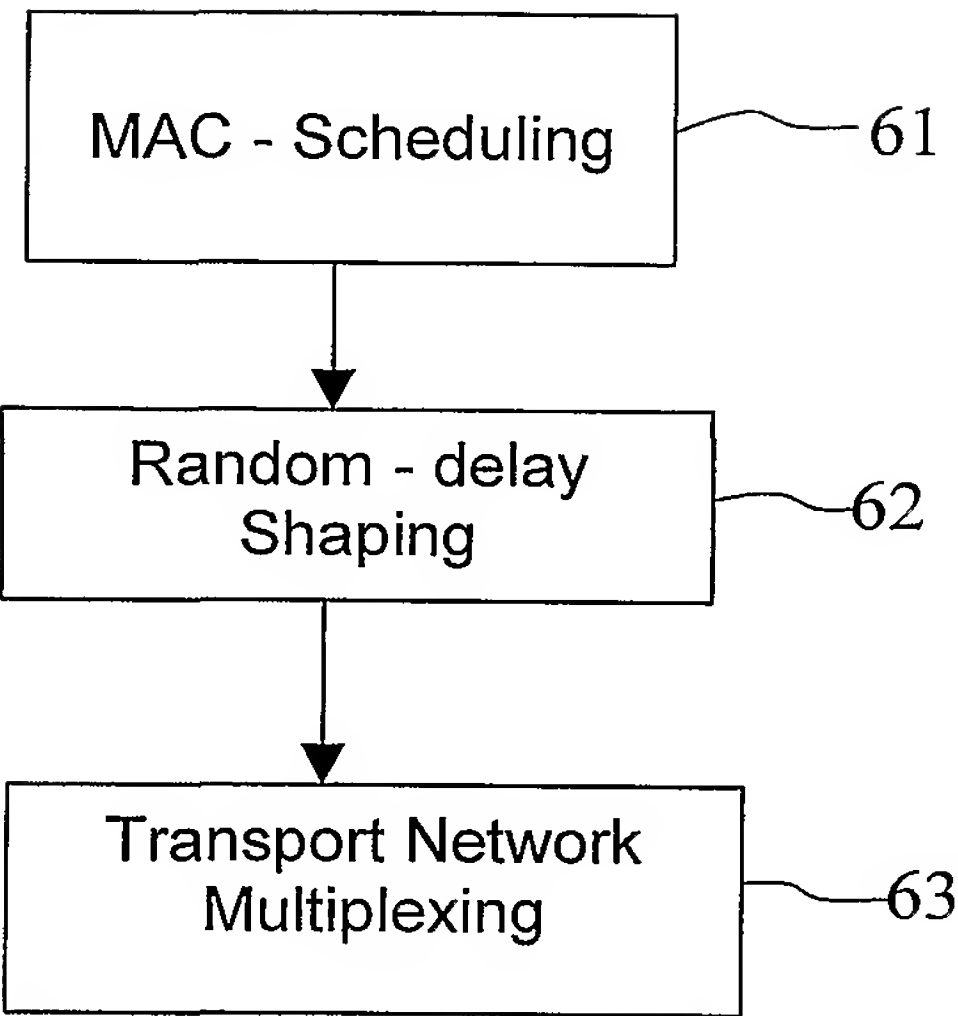 MAC - Scheduling
61
Random - delay
Shaping
62
Transport Network
Multiplexing
63